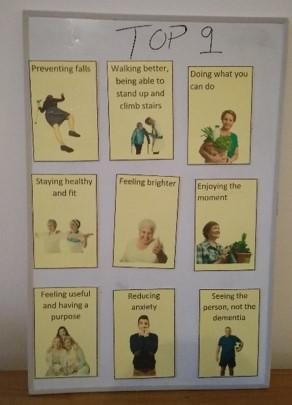 TOP 9
Preventing falls
Walking better,
being able to
stand up and
climb stairs
Doing what you
can do
Staying healthy
and fit
Feeling brighter
Enjoying the
moment
Feeling useful
and having a
purpose
Reducing
anxiety
Seeing the
person, not the
dementia